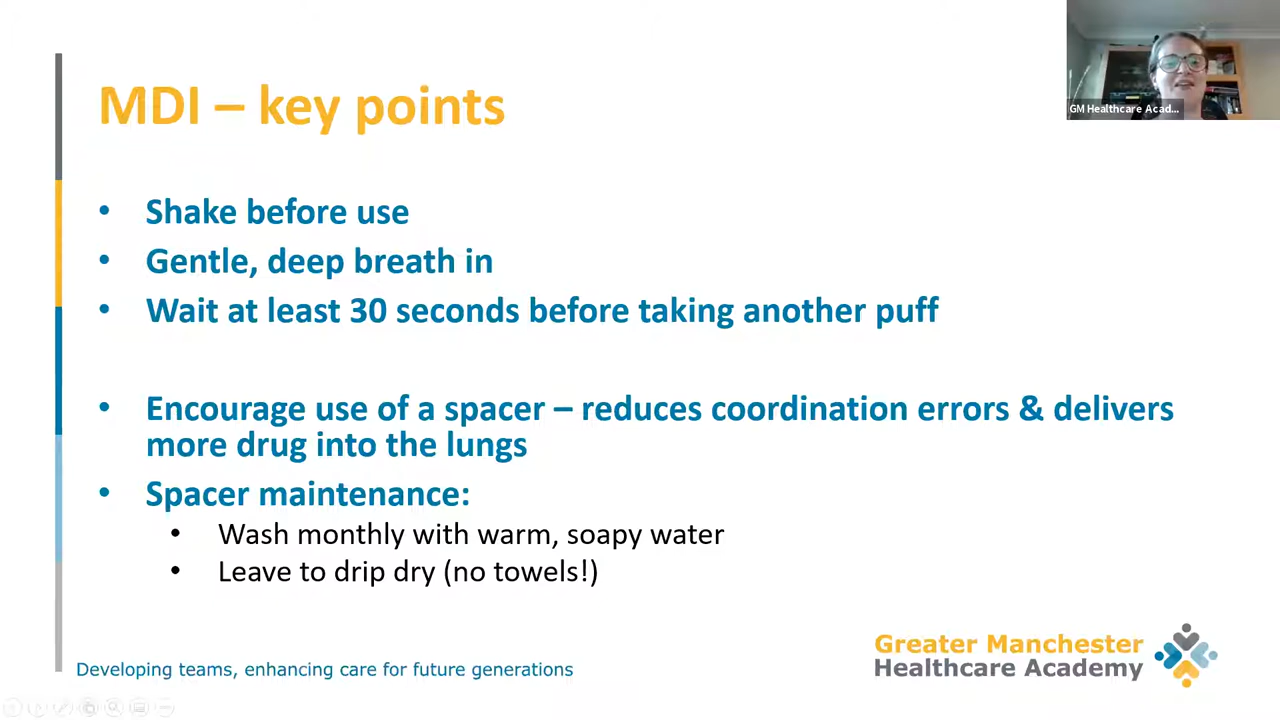 MDI – key points
GM Healthcare Acad...
• Shake before use
• Gentle, deep breath in
• Wait at least 30 seconds before taking another puff
• Encourage use of a spacer – reduces coordination errors & delivers
more drug into the lungs
• Spacer maintenance:
• Wash monthly with warm, soapy water
• Leave to drip dry (no towels!)
Greater Manchester
Healthcare Academy
Developing teams, enhancing care for future generations